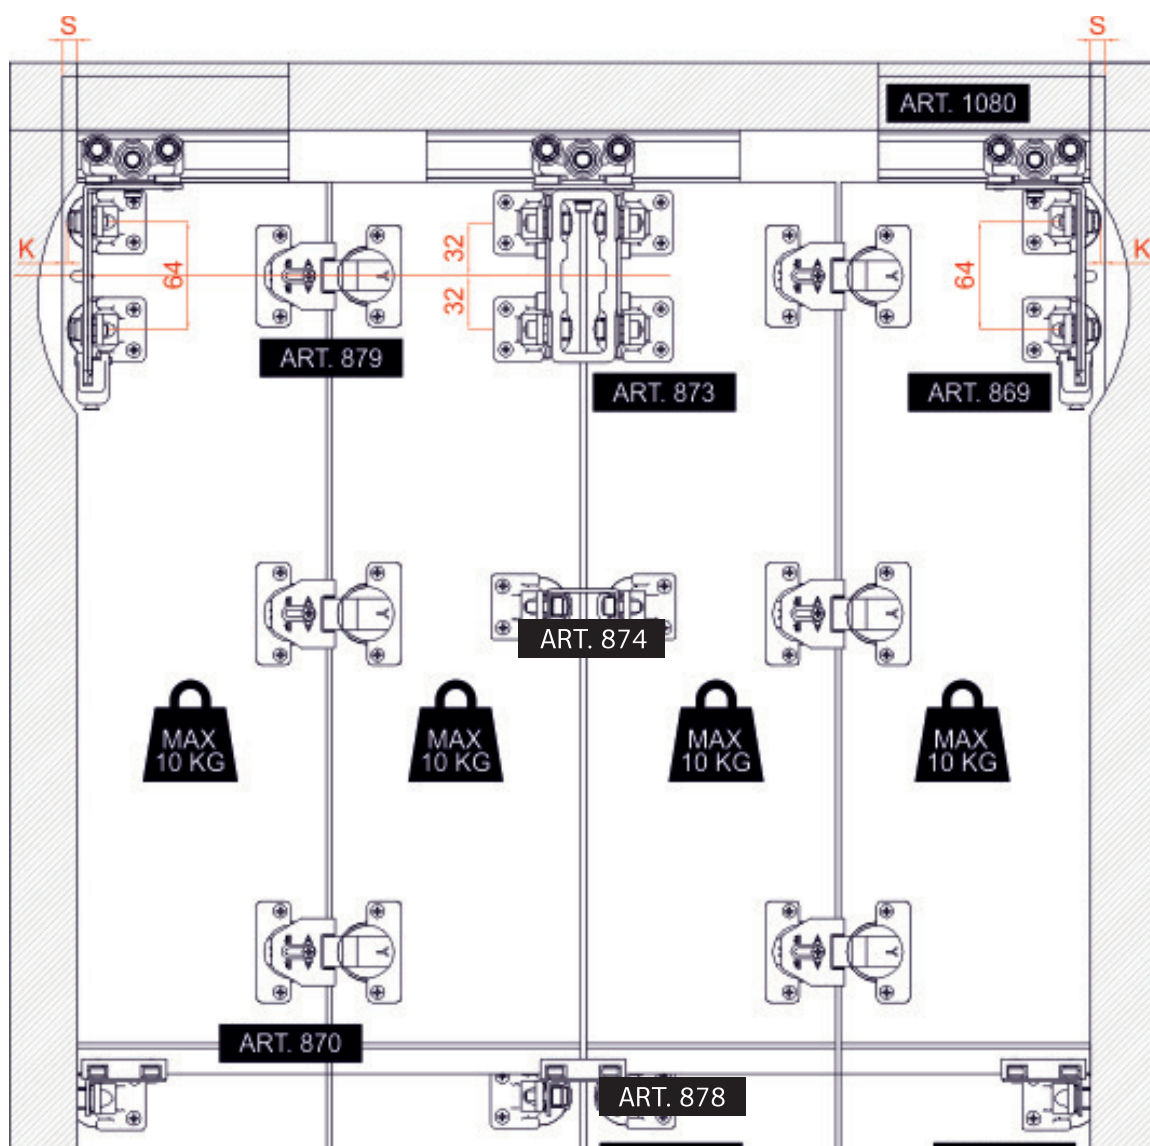 S
S
ART. 1080
K
64
32
32
64
K
ART. 879
ART. 873
ART. 869
Y
Y
ART. 874
Y
Y
MAX
10 KG
MAX
10 KG
MAX
10 KG
MAX
10 KG
Y
Y
ART. 870
ART. 878